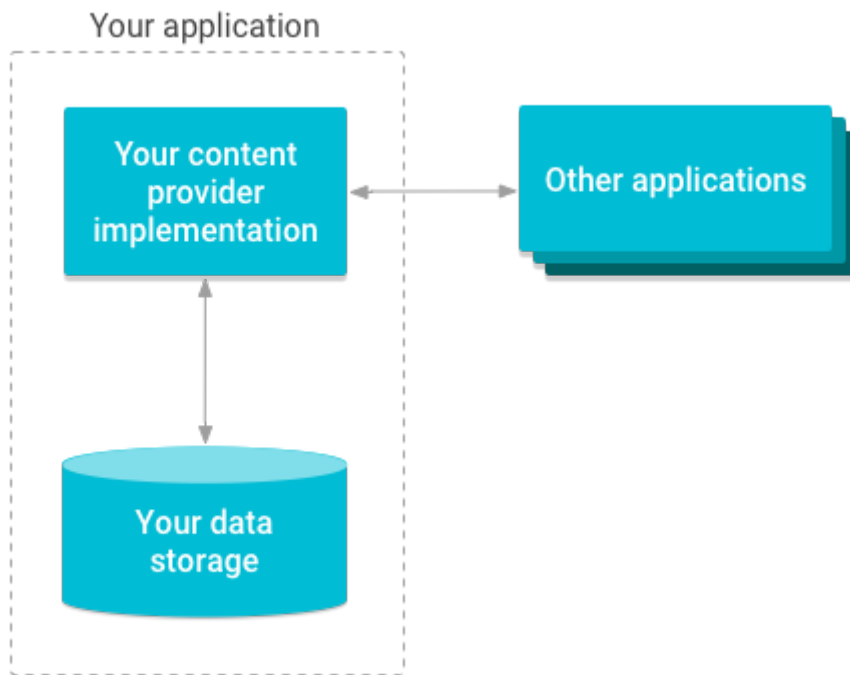 Your application
Your content
provider
implementation
Other applications
Your data
storage